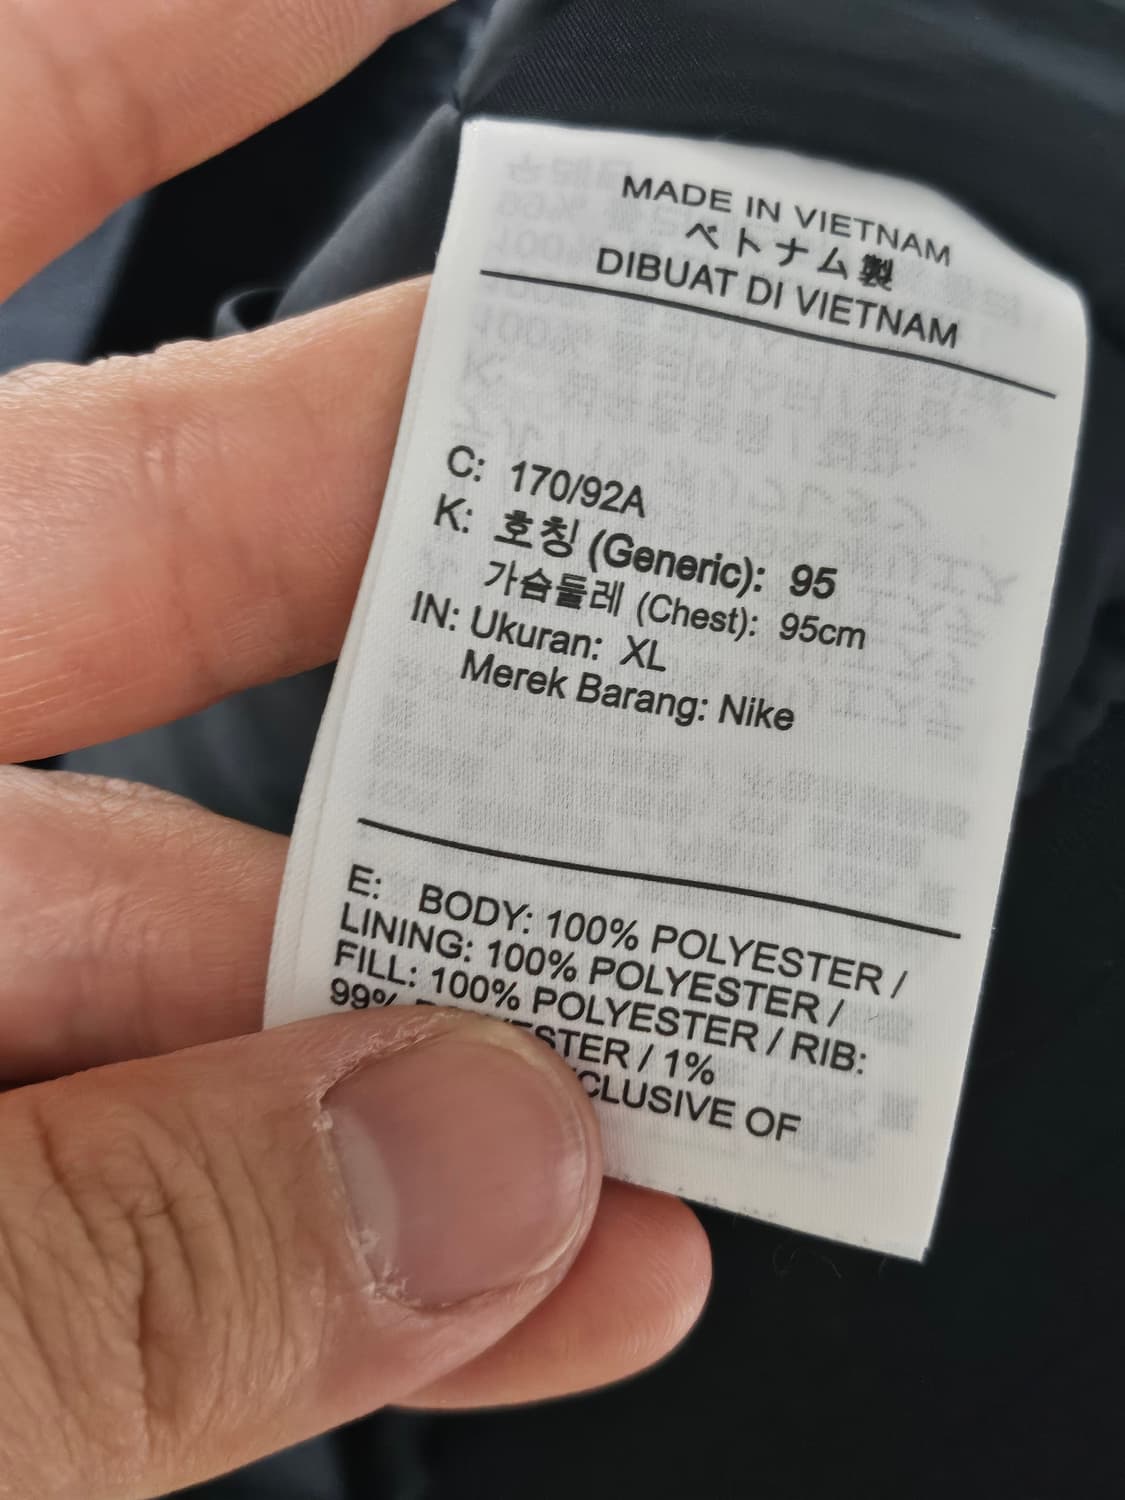 MADE IN VIETNAM
ベトナム製
DIBUAT DI VIETNAM
C: 170/92A
K: 호칭 (Generic): 95
가슴둘레 (Chest): 95cm
IN: Ukuran: XL
Merek Barang: Nike
E: BODY: 100% POLYESTER /
LINING: 100% POLYESTER /
FILL: 100% POLYESTER / RIB:
99% / 1%
OF